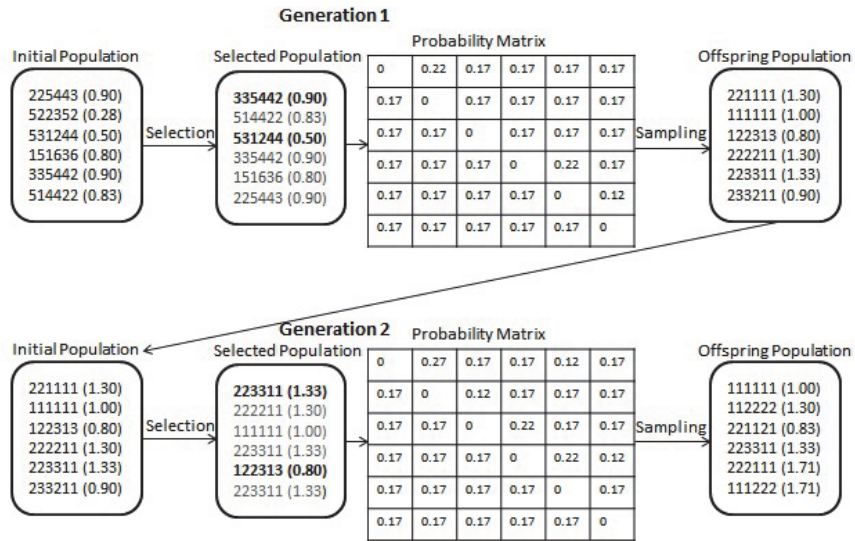 Generation 1
Initial Population
225443 (0.90)
522352 (0.28)
531244 (0.50)
151636 (0.80)
335442 (0.90)
514422 (0.83)
Selection
Selected Population
335442 (0.90)
514422 (0.83)
531244 (0.50)
335442 (0.90)
151636 (0.80)
225443 (0.90)
Probability Matrix
0 0.22 0.17 0.17 0.17 0.17
0.17 0 0.17 0.17 0.17 0.17
0.17 0.17 0 0.17 0.17 0.17
0.17 0.17 0.17 0 0.22 0.17
0.17 0.17 0.17 0.17 0 0.12
0.17 0.17 0.17 0.17 0.17 0
Sampling
Offspring Population
221111 (1.30)
111111 (1.00)
122313 (0.80)
222211 (1.30)
223311 (1.33)
233211 (0.90)
Generation 2
Initial Population
221111 (1.30)
111111 (1.00)
122313 (0.80)
222211 (1.30)
223311 (1.33)
233211 (0.90)
Selection
Selected Population
223311 (1.33)
222211 (1.30)
111111 (1.00)
223311 (1.33)
122313 (0.80)
223311 (1.33)
Probability Matrix
0 0.27 0.17 0.17 0.12 0.17
0.17 0 0.12 0.17 0.17 0.17
0.17 0.17 0 0.22 0.17 0.17
0.17 0.17 0.17 0 0.22 0.12
0.17 0.17 0.17 0.17 0 0.17
0.17 0.17 0.17 0.17 0.17 0
Sampling
Offspring Population
111111 (1.00)
112222 (1.30)
221121 (0.83)
223311 (1.33)
222111 (1.71)
111222 (1.71)